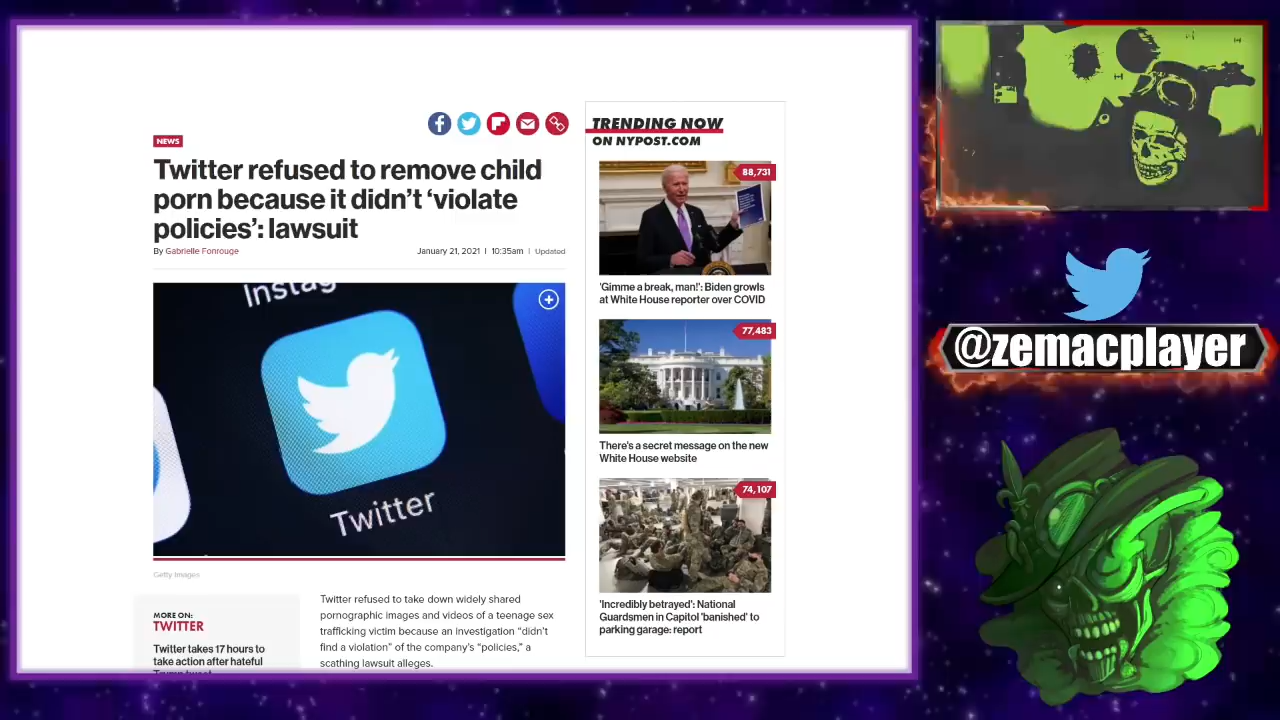 NEWS
Twitter refused to remove child
porn because it didn't ‘violate
policies’: lawsuit
By Gabrielle Fonrouge
January 21, 2021 | 10:35am | Updated
Instag
Twitter
Getty Images
MORE ON:
TWITTER
Twitter takes 17 hours to
take action after hateful
Trump tweet
Twitter refused to take down widely shared
pornographic images and videos of a teenage sex
trafficking victim because an investigation “didn't
find a violation” of the company's “policies,” a
scathing lawsuit alleges.
TRENDING NOW
ON NYPOST.COM
88,731
'Gimme a break, man!': Biden growls
at White House reporter over COVID
77,483
There's a secret message on the new
White House website
74,107
'Incredibly betrayed': National
Guardsmen in Capitol 'banished' to
parking garage: report
@zemacplayer